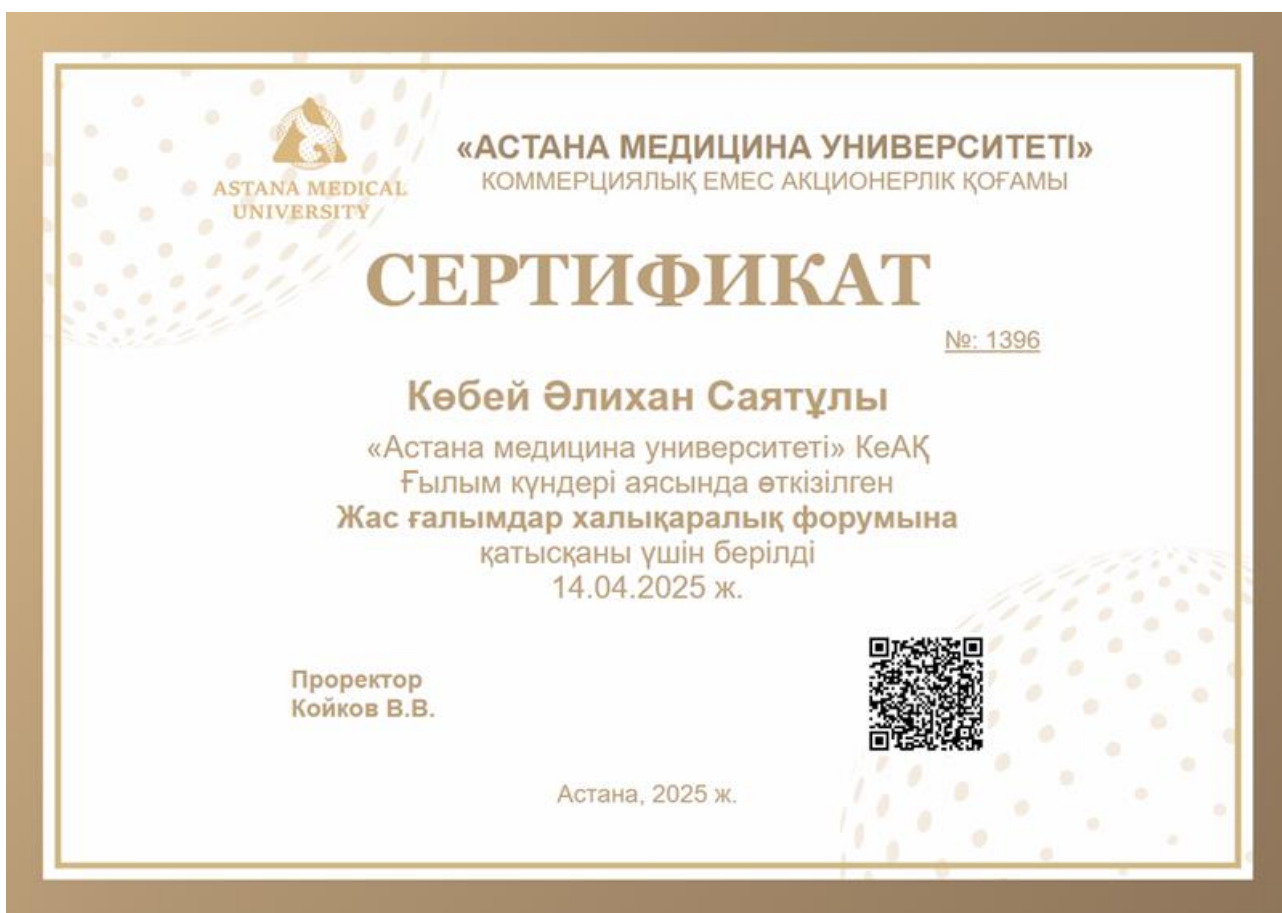 ASTANA MEDICAL
UNIVERSITY
«АСТАНА МЕДИЦИНА УНИВЕРСИТЕТІ»
КОММЕРЦИЯЛЫҚ ЕМЕС АКЦИОНЕРЛІК ҚОҒАМЫ
СЕРТИФИКАТ
№: 1396
Көбей Әлихан Саятұлы
«Астана медицина университеті» КеАҚ
Ғылым күндері аясында өткізілген
Жас ғалымдар халықаралық форумына
қатысқаны үшін берілді
14.04.2025 ж.
Проректор
Койков В.В.
Астана, 2025 ж.